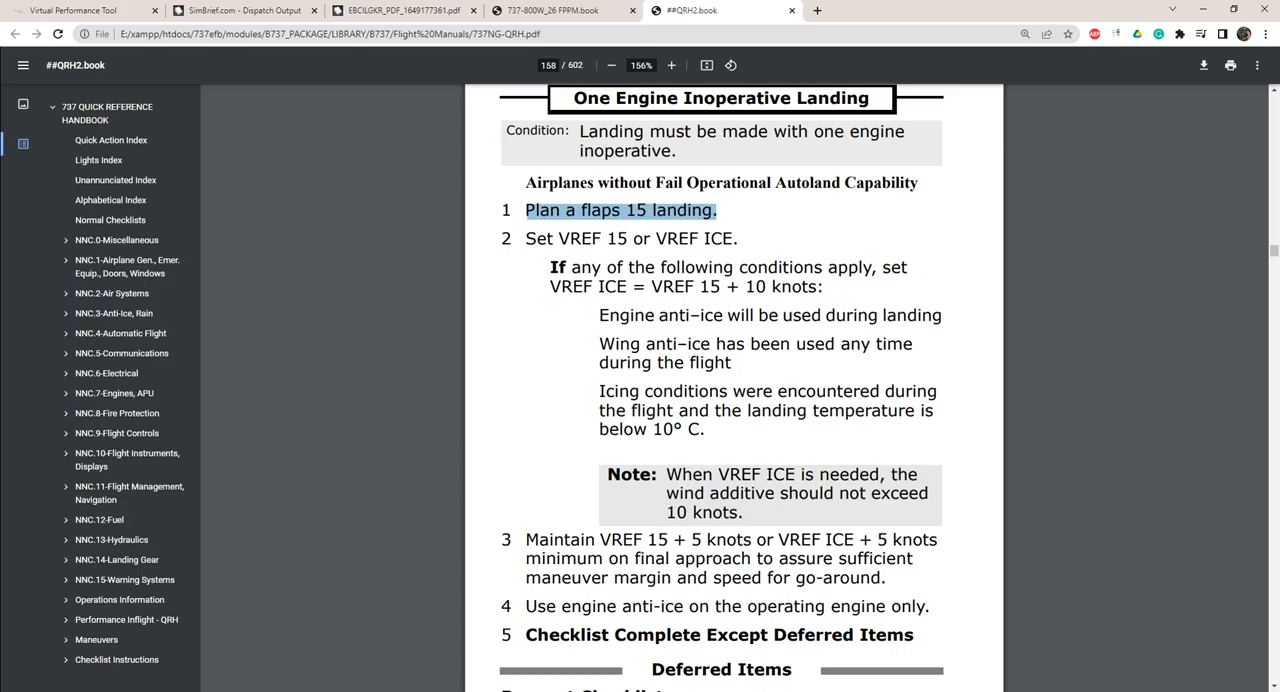 Virtual Performance Tool
SimBrief.com - Dispatch Output
EBCILGKR_PDF_1649177361.pdf
737-800W_26 FPPM.book
##QRH2.book
File
E:/xampp/htdocs/737efb/modules/B737_PACKAGE/LIBRARY/B737/Flight%20Manuals/737NG-QRH.pdf
##QRH2.book
158 / 602
156%
737 QUICK REFERENCE
HANDBOOK
Quick Action Index
Lights Index
Unannunciated Index
Alphabetical Index
Normal Checklists
NNC.0-Miscellaneous
NNC.1-Airplane Gen., Emer.
Equip., Doors, Windows
NNC.2-Air Systems
NNC.3-Anti-Ice, Rain
NNC.4-Automatic Flight
NNC.5-Communications
NNC.6-Electrical
NNC.7-Engines, APU
NNC.8-Fire Protection
NNC.9-Flight Controls
NNC.10-Flight Instruments,
Displays
NNC.11-Flight Management,
Navigation
NNC.12-Fuel
NNC.13-Hydraulics
NNC.14-Landing Gear
NNC.15-Warning Systems
Operations Information
Performance Inflight - QRH
Maneuvers
Checklist Instructions
One Engine Inoperative Landing
Condition: Landing must be made with one engine
inoperative.
Airplanes without Fail Operational Autoland Capability
1 Plan a flaps 15 landing.
2 Set VREF 15 or VREF ICE.
If any of the following conditions apply, set
VREF ICE = VREF 15 + 10 knots:
Engine anti–ice will be used during landing
Wing anti–ice has been used any time
during the flight
Icing conditions were encountered during
the flight and the landing temperature is
below 10° C.
Note: When VREF ICE is needed, the
wind additive should not exceed
10 knots.
3 Maintain VREF 15 + 5 knots or VREF ICE + 5 knots
minimum on final approach to assure sufficient
maneuver margin and speed for go-around.
4 Use engine anti-ice on the operating engine only.
5 Checklist Complete Except Deferred Items
Deferred Items